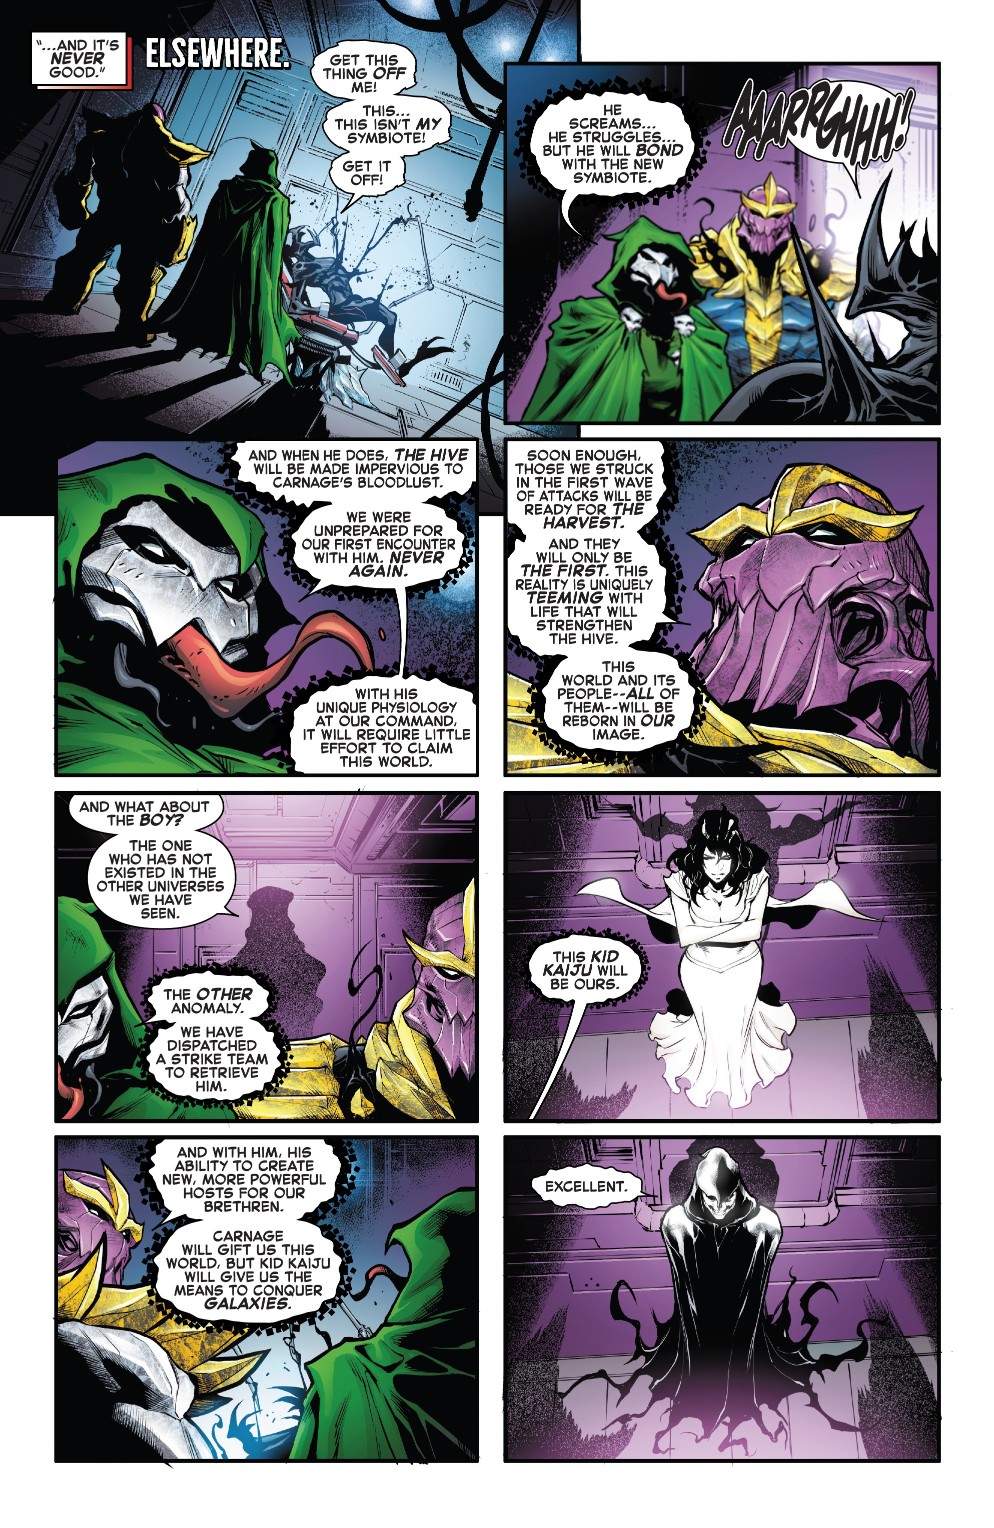 "...AND IT'S
NEVER
GOOD."
ELSEWHERE.
GET THIS
THING OFF
ME!
THIS...
THIS ISN'T MY
SYMBIOTE!
GET IT
OFF!
HE
SCREAMS...
HE STRUGGLES...
BUT HE WILL BOND
WITH THE NEW
SYMBIOTE.
AAARRGHHH!
AND WHEN HE DOES, THE HIVE
WILL BE MADE IMPERVIOUS TO
CARNAGE'S BLOODLUST.
WE WERE
UNPREPARED FOR
OUR FIRST ENCOUNTER
WITH HIM. NEVER
AGAIN.
WITH HIS
UNIQUE PHYSIOLOGY
AT OUR COMMAND,
IT WILL REQUIRE LITTLE
EFFORT TO CLAIM
THIS WORLD.
SOON ENOUGH,
THOSE WE STRUCK
IN THE FIRST WAVE
OF ATTACKS WILL BE
READY FOR THE
HARVEST.
AND THEY
WILL ONLY BE
THE FIRST. THIS
REALITY IS UNIQUELY
TEEMING WITH
LIFE THAT WILL
STRENGTHEN
THE HIVE.
THIS
WORLD AND ITS
PEOPLE--ALL OF
THEM--WILL BE
REBORN IN OUR
IMAGE.
AND WHAT ABOUT
THE BOY?
THE ONE
WHO HAS NOT
EXISTED IN THE
OTHER UNIVERSES
WE HAVE
SEEN.
THE OTHER
ANOMALY.
WE HAVE
DISPATCHED
A STRIKE TEAM
TO RETRIEVE
HIM.
THIS KID
KAIJU WILL
BE OURS.
AND WITH HIM, HIS
ABILITY TO CREATE
NEW, MORE POWERFUL
HOSTS FOR OUR
BRETHREN.
CARNAGE
WILL GIFT US THIS
WORLD, BUT KID KAIJU
WILL GIVE US THE
MEANS TO CONQUER
GALAXIES.
EXCELLENT.